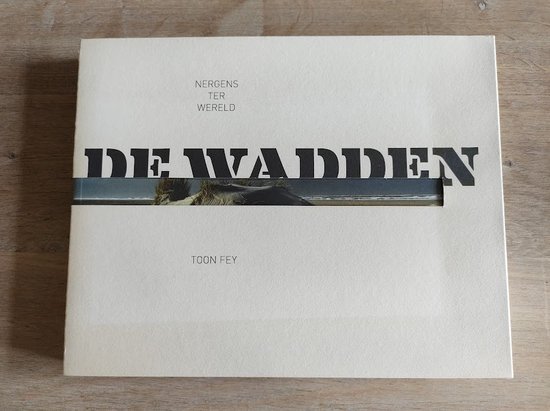 NERGENS
TER
WERELD
DE WADDEN
TOON FEY